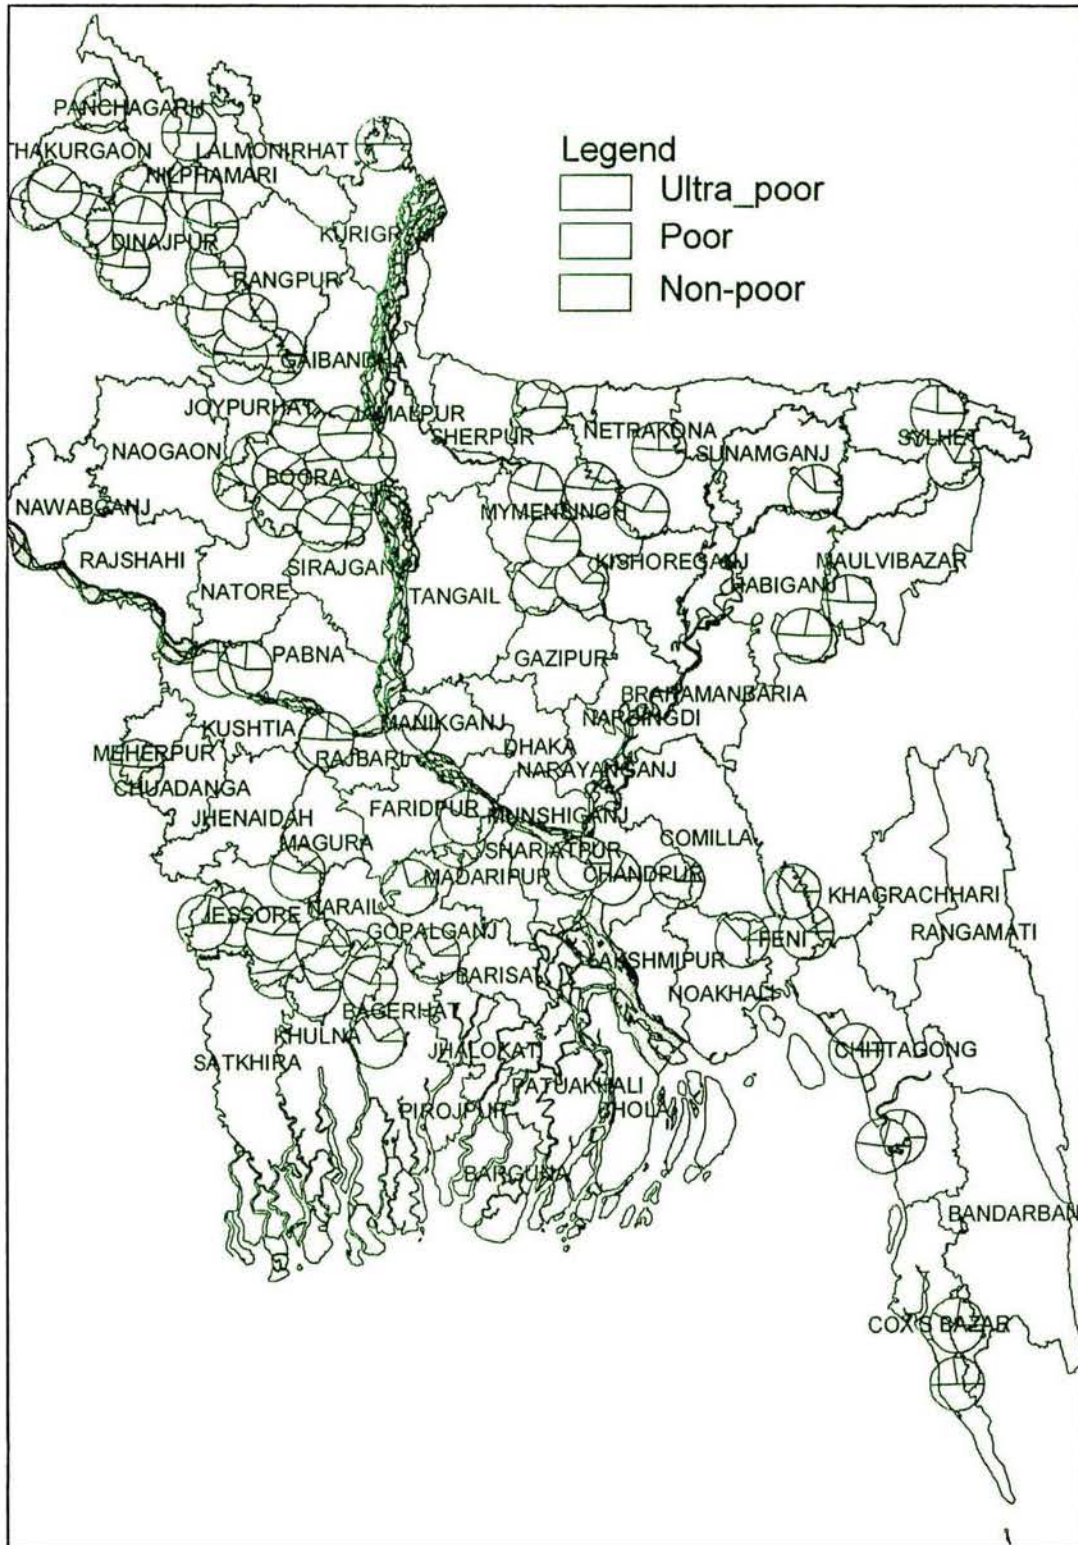 PANCHAGARH
THAKURGAON
LALMONIRHAT
Legend
NILPHAMARI
Ultra_poor
DINAJPUR
KURIGRAM
Poor
RANGPUR
Non-poor
GAIBANDHA
JOYPURHAT
JAMALPUR
SHERPUR
NETRAKONA
SUNAMGANJ
SYLHET
NAOGAON
BOGRA
NAWABGANJ
MYMENSINGH
RAJSHAHI
SIRAJGANJ
KISHOREGANJ
MAULVIBAZAR
NATORE
TANGAIL
HABIGANJ
PABNA
GAZIPUR
BRAHAMANBARIA
KUSHTIA
MANIKGANJ
NARSINGDI
MEHERPUR
RAJBARI
DHAKA
CHUADANGA
NARAYANGANJ
JHENAIDAH
FARIDPUR
MUNSHIGANJ
MAGURA
SHARIATPUR
COMILLA
MADARIPUR
CHANDPUR
KHAGRACHHARI
JESSORE
NARAIL
GOPALGANJ
FENI
RANGAMATI
BARISAL
LAKSHMIPUR
NOAKHALI
BAGERHAT
KHULNA
JHALOKATI
CHITTAGONG
SATKHIRA
PATUAKHALI
PIROJPUR
BHOLA
BARGUNA
BANDARBAN
COX'S BAZAR